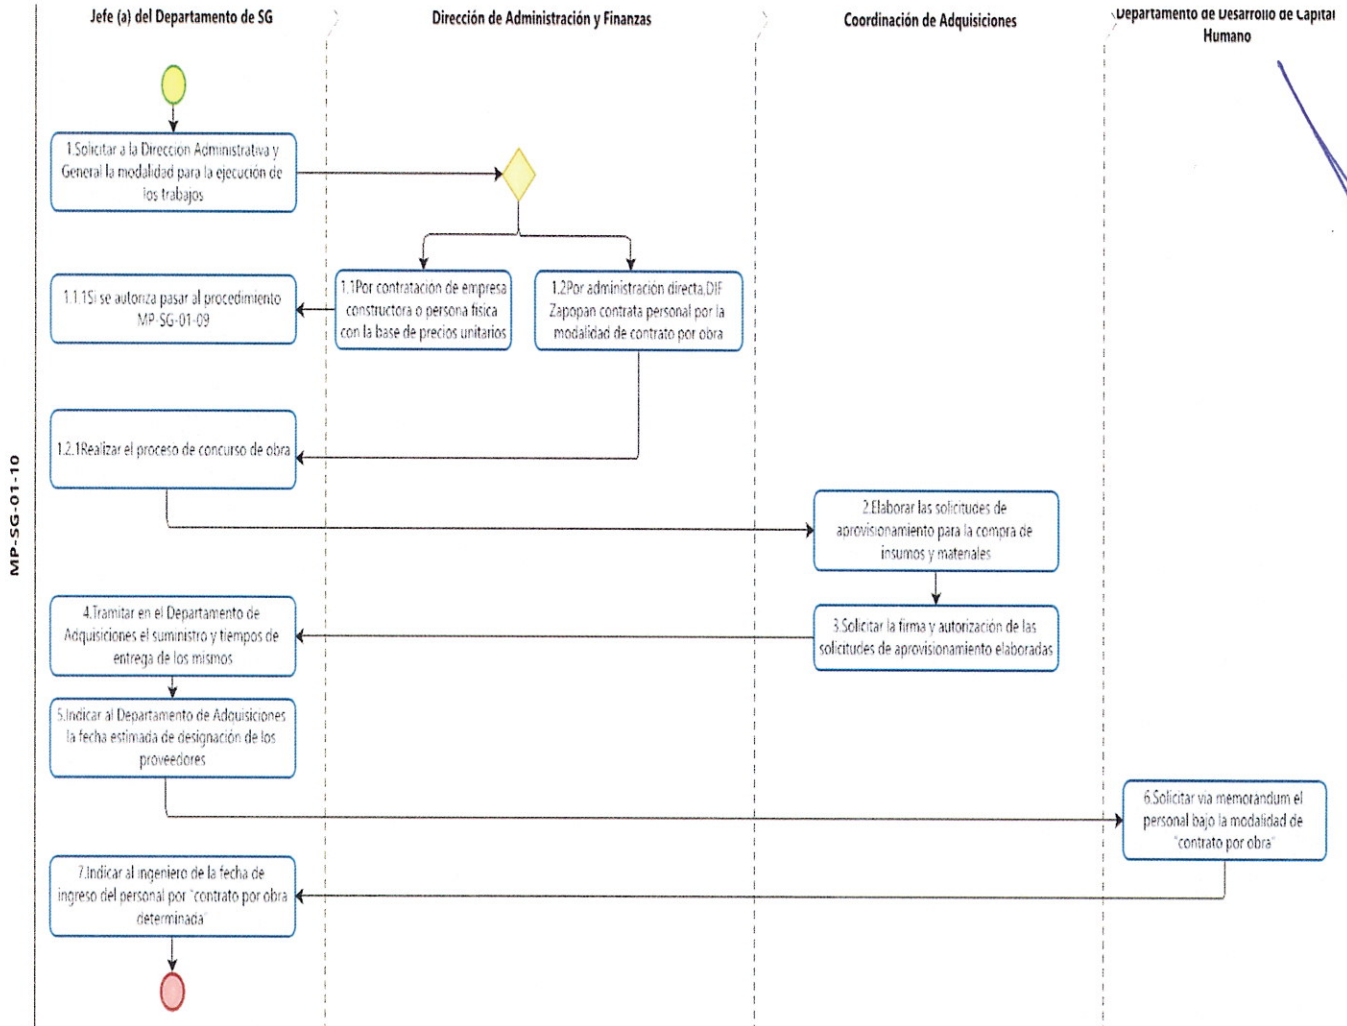 Jefe (a) del Departamento de SG
Dirección de Administración y Finanzas
Coordinación de Adquisiciones
Departamento de Desarrollo de Capital
Humano
MP-SG-01-10
1.Solicitar a la Direccion Administrativa y
General la modalidad para la ejecución de
los trabajos
1.1.1Si se autoriza pasar al procedimiento
MP-SG-01-09
1.1Por contratación de empresa
constructora o persona física
con la base de precios unitarios
1.2Por administración directa,DIF
Zapopan contrata personal por la
modalidad de contrato por obra
1.2.1Realizar el proceso de concurso de obra
2.Elaborar las solicitudes de
aprovisionamiento para la compra de
insumos y materiales
3.Solicitar la firma y autorización de las
solicitudes de aprovisionamiento elaboradas
4.Tramitar en el Departamento de
Adquisiciones el suministro y tiempos de
entrega de los mismos
5.Indicar al Departamento de Adquisiciones
la fecha estimada de designación de los
proveedores
6.Solicitar via memorándum el
personal bajo la modalidad de
"contrato por obra"
7.Indicar al ingeniero de la fecha de
ingreso del personal por "contrato por obra
determinada"